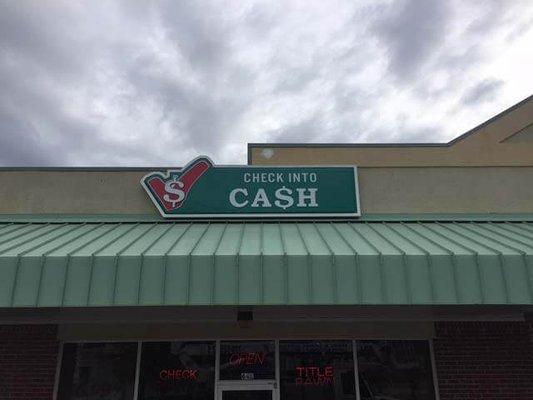 $
CHECK INTO
CA$H
OPEN
CHECK
TITLE
PAWN